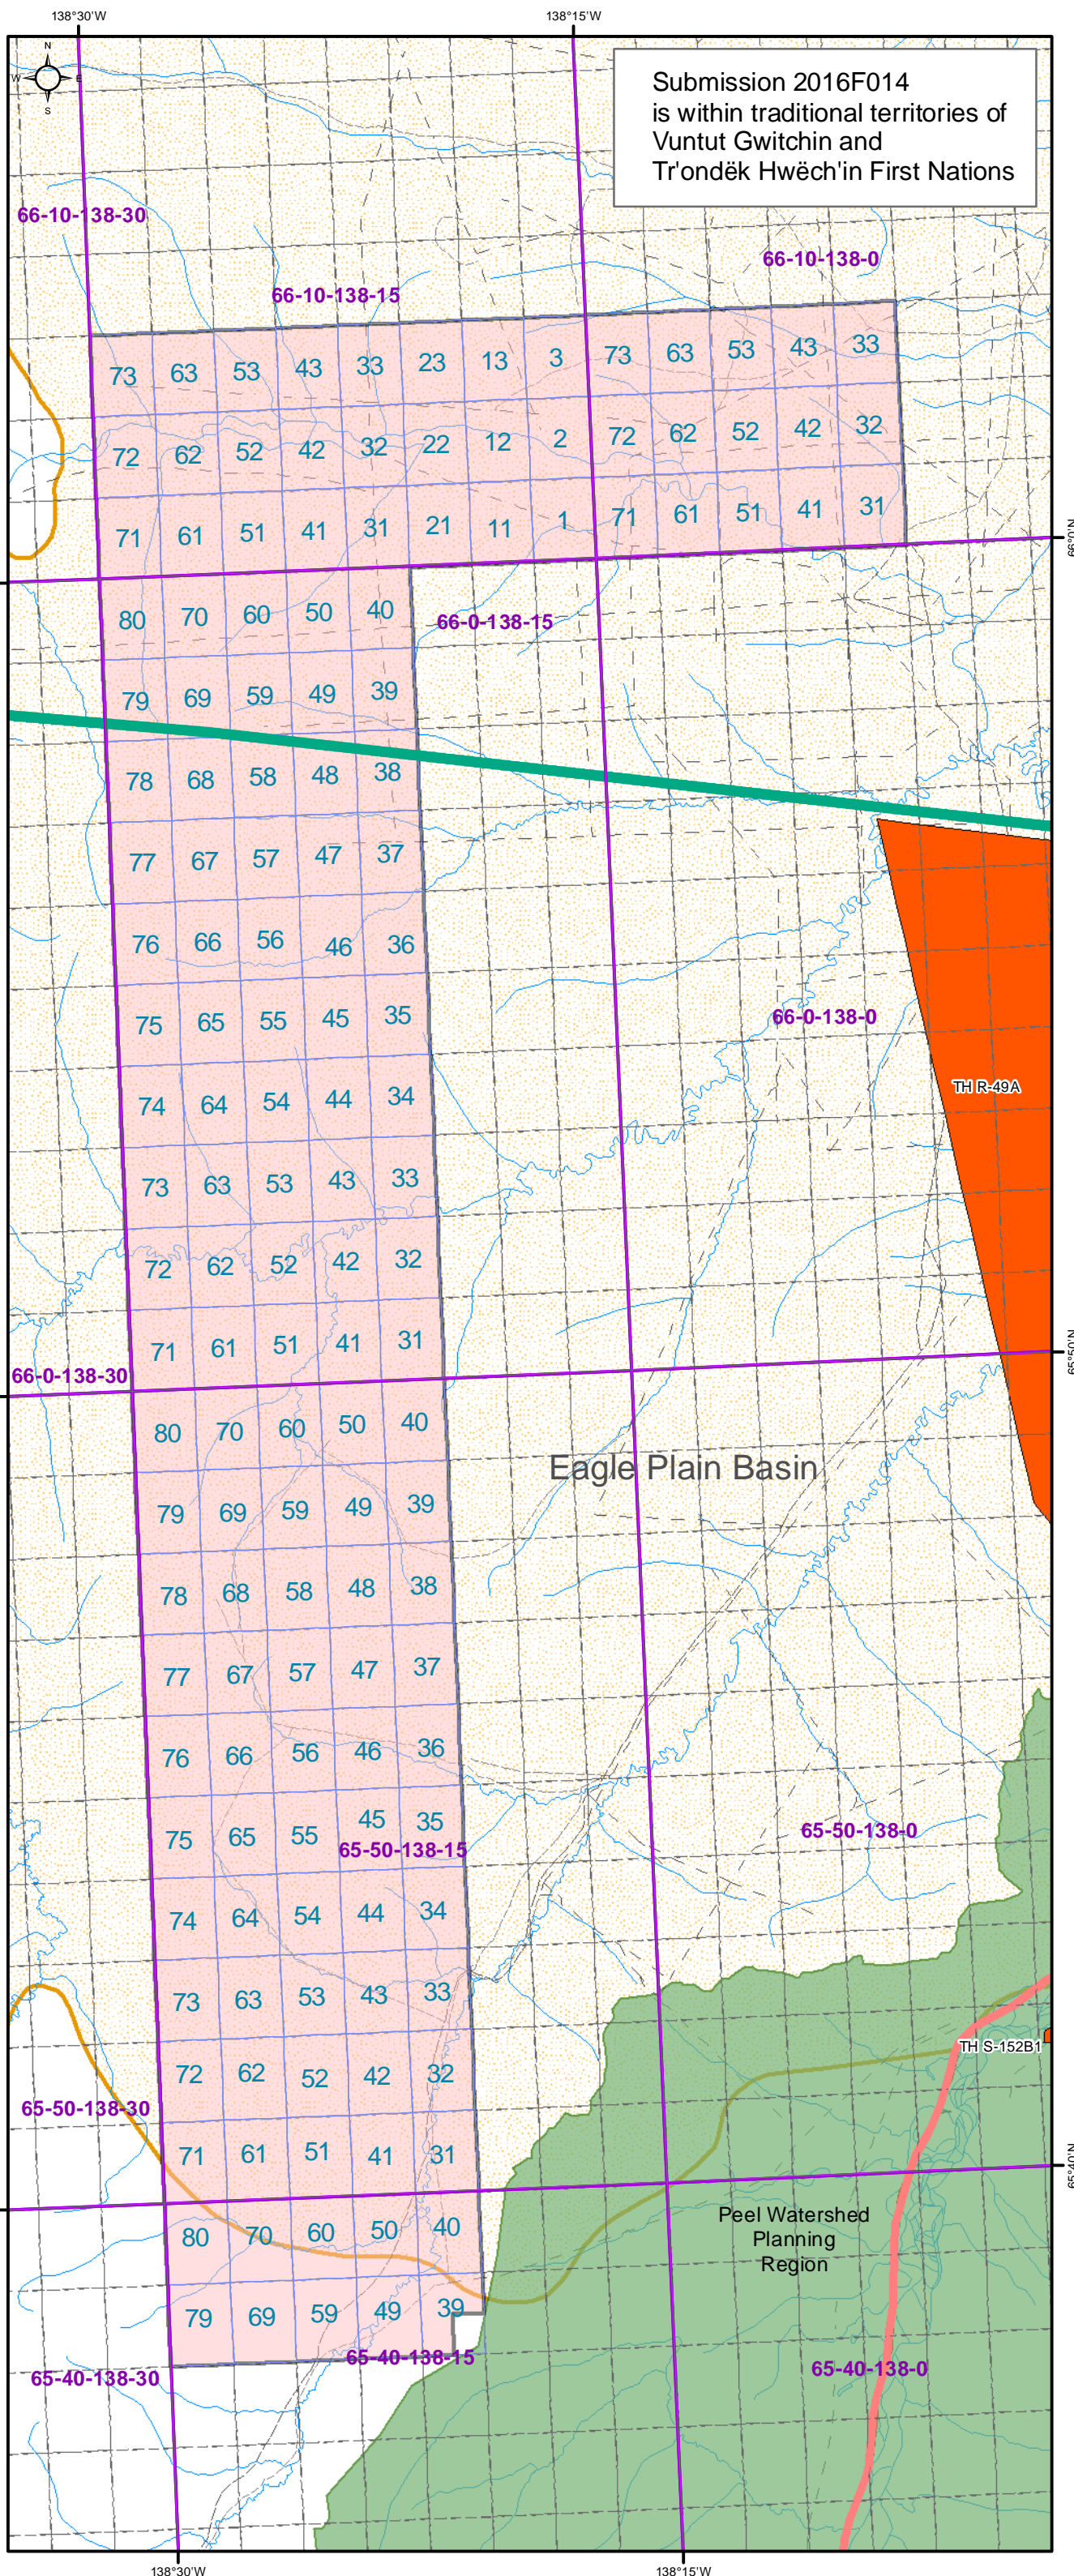 138°30'W 138°15'W
N
W E
S
Submission 2016F014
is within traditional territories of
Vuntut Gwitchin and
Tr'ondëk Hwëch'in First Nations
66-10-138-30
66-10-138-0
66-10-138-15
73 63 53 43 33 23 13 3 73 63 53 43 33
72 62 52 42 32 22 12 2 72 62 52 42 32
71 61 51 41 31 21 11 1 71 61 51 41 31
66°0'N
80 70 60 50 40
66-0-138-15
79 69 59 49 39
78 68 58 48 38
77 67 57 47 37
76 66 56 46 36
75 65 55 45 35
66-0-138-0
TH R-49A
74 64 54 44 34
73 63 53 43 33
72 62 52 42 32
71 61 51 41 31
65°50'N
66-0-138-30
80 70 60 50 40
Eagle Plain Basin
79 69 59 49 39
78 68 58 48 38
77 67 57 47 37
76 66 56 46 36
75 65 55 45 35
65-50-138-15
65-50-138-0
74 64 54 44 34
73 63 53 43 33
TH S-152B1
72 62 52 42 32
65-50-138-30
71 61 51 41 31
65°40'N
80 70 60 50 40
Peel Watershed
Planning
Region
79 69 59 49 39
65-40-138-15
65-40-138-30
65-40-138-0
138°30'W 138°15'W